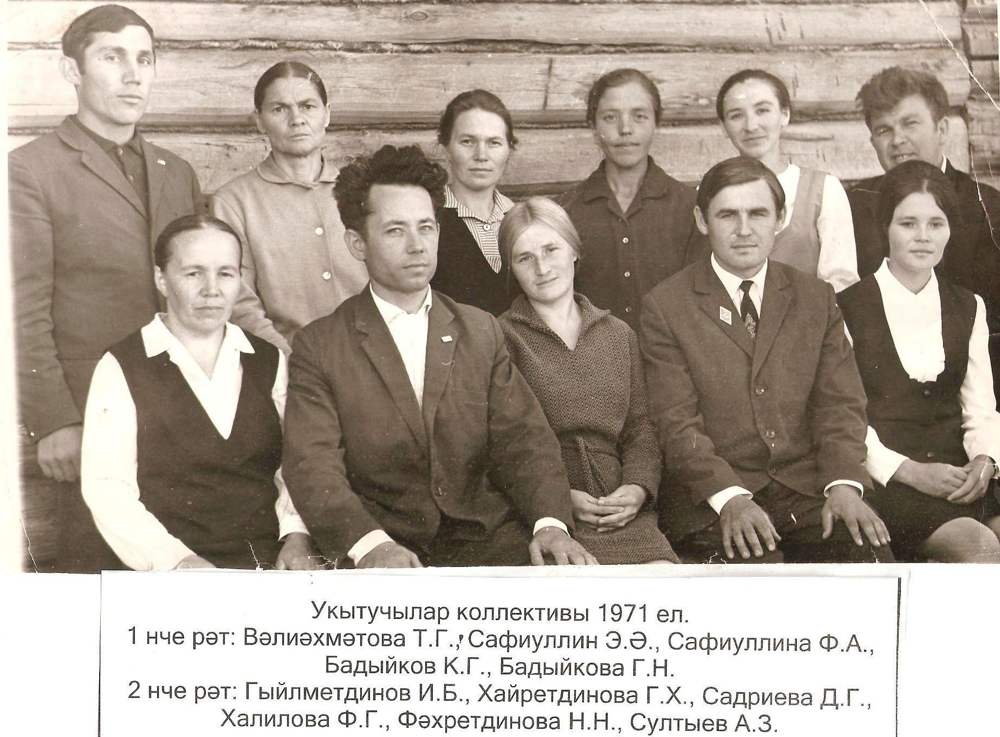 Укытучылар коллективы 1971 ел.
1 нче рәт: Вәлиәхмәтова Т.Г., Сафиуллин Э.Ә., Сафиуллина Ф.А.,
Бадыйков К.Г., Бадыйкова Г.Н.
2 нче рәт: Гыйлметдинов И.Б., Хайретдинова Г.Х., Садриева Д.Г.,
Халилова Ф.Г., Фәхретдинова Н.Н., Султыев А.З.